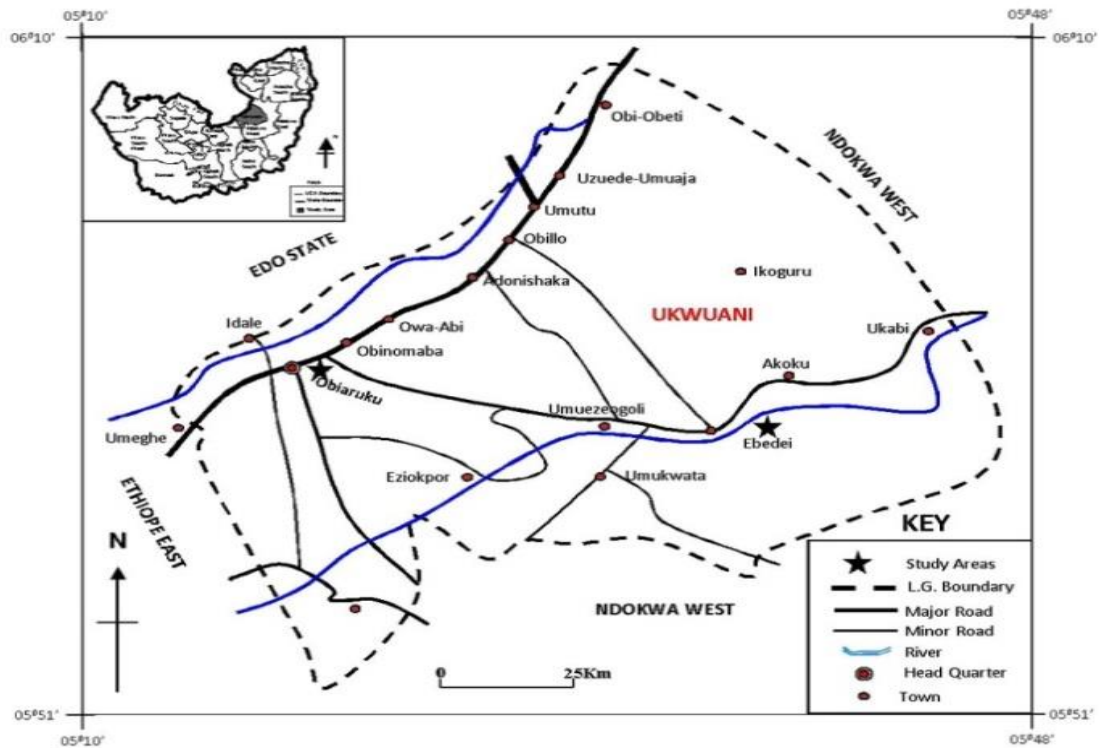 05°10'
05°48'
06°10'
06°10'
Obi-Obeti
NDOKWA WEST
Uzuede-Umuaja
Umutu
Obillo
EDO STATE
Adonishaka
Ikoguru
UKWUANI
Idale
Owa-Abi
Ukabi
Obinomaba
Akoku
Obiaruku
Umuezeogoli
Umeghe
Ebedei
Eziokpor
Umukwata
ETHIOPE EAST
KEY
N
Study Areas
L.G. Boundary
NDOKWA WEST
Major Road
Minor Road
River
0 25Km
Head Quarter
Town
05°51'
05°51'
05°10'
05°48'